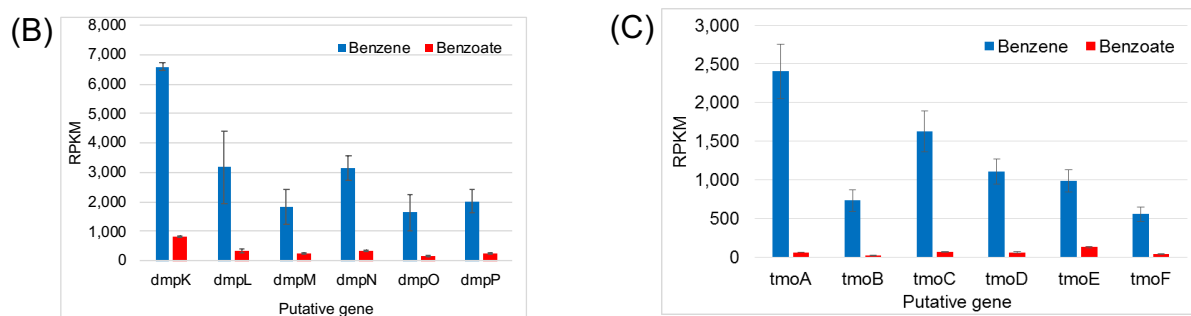 (B)
8,000
7,000
6,000
5,000
4,000
3,000
2,000
1,000
0
RPKM
Benzene Benzoate
dmpK dmpL dmpM dmpN dmpO dmpP
Putative gene
(C)
3,000
2,500
2,000
1,500
1,000
500
0
RPKM
Benzene Benzoate
tmoA tmoB tmoC tmoD tmoE tmoF
Putative gene